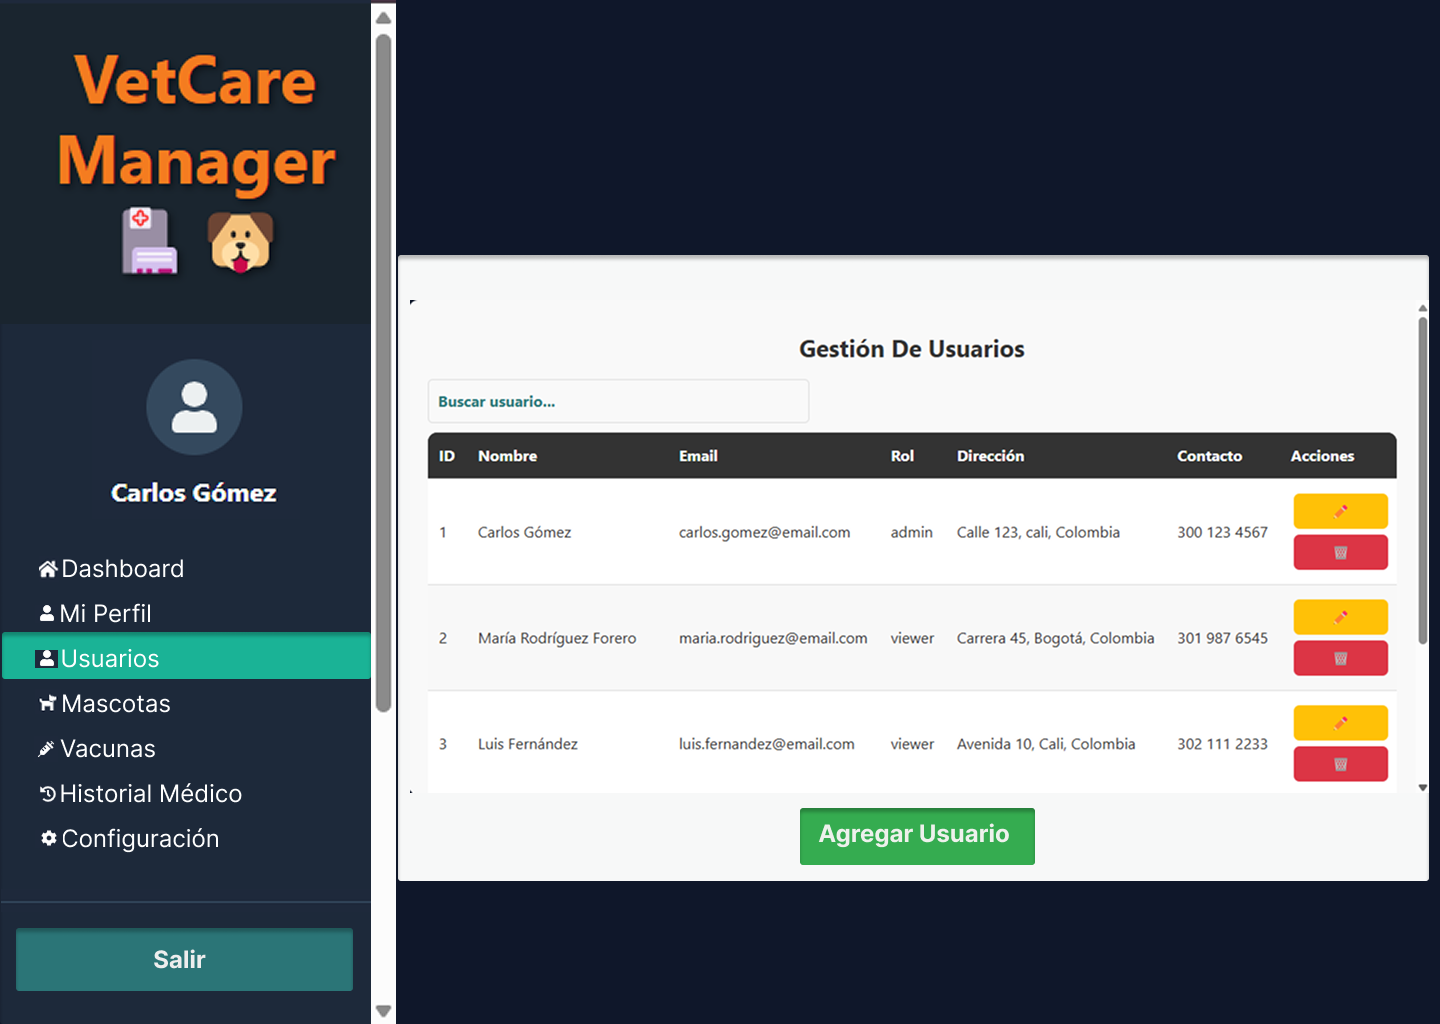 VetCare
Manager
Carlos Gómez
Dashboard
Mi Perfil
Usuarios
Mascotas
Vacunas
Historial Médico
Configuración
Salir
Gestión De Usuarios
Buscar usuario...
ID Nombre Email Rol Dirección Contacto Acciones
1 Carlos Gómez carlos.gomez@email.com admin Calle 123, cali, Colombia 300 123 4567
2 María Rodríguez Forero maria.rodriguez@email.com viewer Carrera 45, Bogotá, Colombia 301 987 6545
3 Luis Fernández luis.fernandez@email.com viewer Avenida 10, Cali, Colombia 302 111 2233
Agregar Usuario